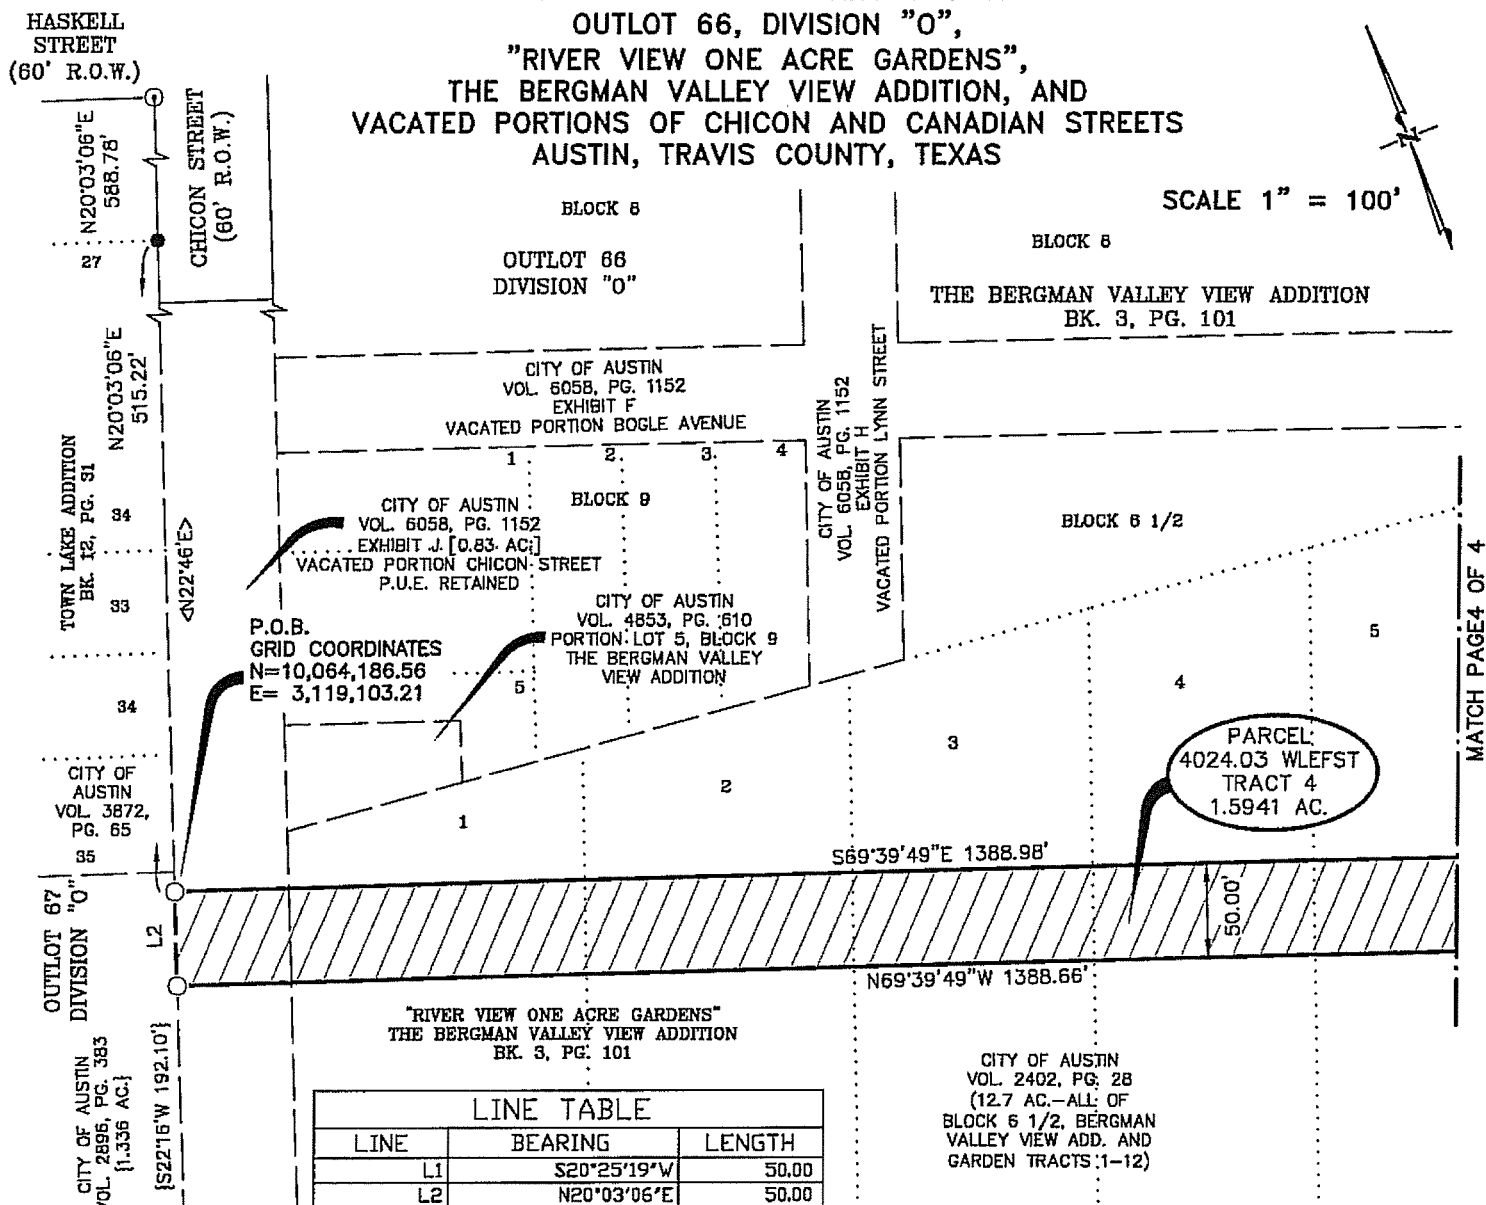 HASKELL
STREET
(60' R.O.W.)
OUTLOT 66, DIVISION "O",
"RIVER VIEW ONE ACRE GARDENS",
THE BERGMAN VALLEY VIEW ADDITION, AND
VACATED PORTIONS OF CHICON AND CANADIAN STREETS
AUSTIN, TRAVIS COUNTY, TEXAS
N
SCALE 1" = 100'
N20°03'06"E
588.78'
CHICON STREET
(60' R.O.W.)
27
BLOCK 8
OUTLOT 66
DIVISION "O"
BLOCK 8
THE BERGMAN VALLEY VIEW ADDITION
BK. 3, PG. 101
N20°03'06"E
515.22'
CITY OF AUSTIN
VOL. 6058, PG. 1152
EXHIBIT F
VACATED PORTION BOGLE AVENUE
CITY OF AUSTIN
VOL. 6058, PG. 1152
EXHIBIT H
VACATED PORTION LYNN STREET
TOWN LAKE ADDITION
BK. 12, PG. 31
34
33
34
<N22°46'E>
1
2
3
4
BLOCK 9
CITY OF AUSTIN
VOL. 6058, PG. 1152
EXHIBIT J [0.83 AC.]
VACATED PORTION CHICON STREET
P.U.E. RETAINED
BLOCK 6 1/2
CITY OF AUSTIN
VOL. 4853, PG. 610
PORTION LOT 5, BLOCK 9
THE BERGMAN VALLEY
VIEW ADDITION
P.O.B.
GRID COORDINATES
N=10,064,186.56
E= 3,119,103.21
5
1
2
3
4
5
MATCH PAGE4 OF 4
PARCEL
4024.03 WLEFST
TRACT 4
1.5941 AC.
CITY OF
AUSTIN
VOL. 3872,
PG. 65
35
S69°39'49"E 1388.98'
50.00'
L2
OUTLOT 67
DIVISION "O"
N69°39'49"W 1388.66'
"RIVER VIEW ONE ACRE GARDENS"
THE BERGMAN VALLEY VIEW ADDITION
BK. 3, PG. 101
CITY OF AUSTIN
VOL. 2896, PG. 383
{1.336 AC.}
{S22°16'W 192.10'}
CITY OF AUSTIN
VOL. 2402, PG. 28
(12.7 AC.-ALL OF
BLOCK 6 1/2, BERGMAN
VALLEY VIEW ADD. AND
GARDEN TRACTS 1-12)
LINE TABLE
LINE BEARING LENGTH
L1 S20°25'19"W 50.00
L2 N20°03'06"E 50.00